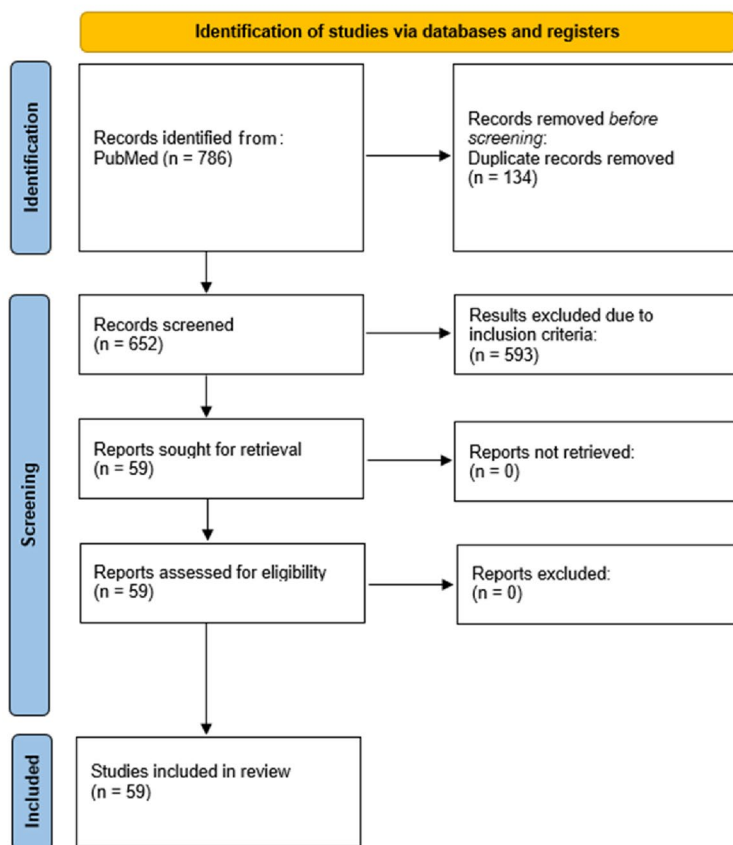 Identification of studies via databases and registers
Identification
Records identified from:
PubMed (n = 786)
Records removed before
screening:
Duplicate records removed
(n = 134)
Screening
Records screened
(n = 652)
Results excluded due to
inclusion criteria:
(n = 593)
Reports sought for retrieval
(n = 59)
Reports not retrieved:
(n = 0)
Reports assessed for eligibility
(n = 59)
Reports excluded:
(n = 0)
Included
Studies included in review
(n = 59)